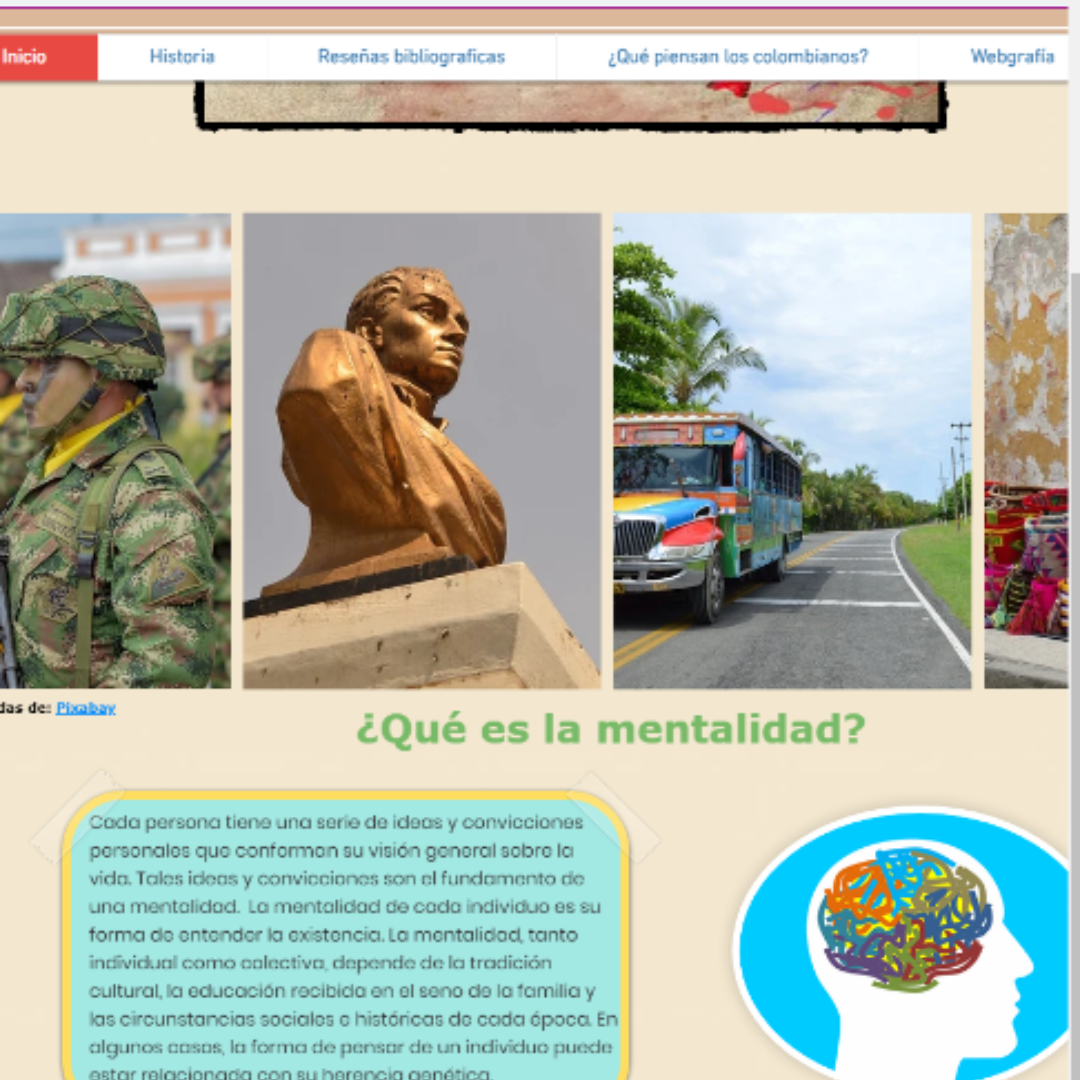 Inicio
Historia
Reseñas bibliograficas
¿Qué piensan los colombianos?
Webgrafía
das de: Pixabay
¿Qué es la mentalidad?
Cada persona tiene una serie de ideas y convicciones
personales que conforman su visión general sobre la
vida. Tales ideas y convicciones son el fundamento de
una mentalidad. La mentalidad de cada individuo es su
forma de entender la existencia. La mentalidad, tanto
individual como colectiva, depende de la tradición
cultural, la educación recibida en el seno de la familia y
las circunstancias sociales e históricas de cada época. En
algunos casos, la forma de pensar de un individuo puede
estar relacionada con su herencia genética.